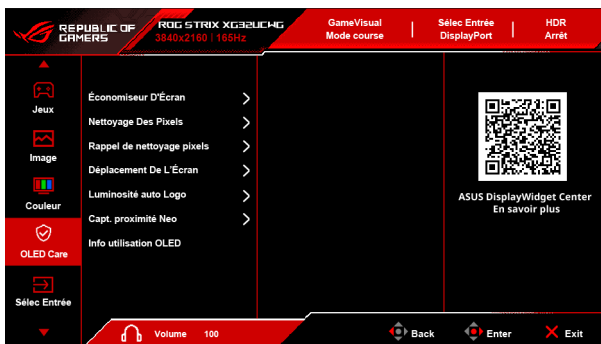 REPUBLIC OF
GAMERS
ROG STRIX XG32UCWG
3840x2160 | 165Hz
GameVisual
Mode course
Sélec Entrée
DisplayPort
HDR
Arrêt
Jeux
Image
Couleur
OLED Care
Sélec Entrée
Économiseur D'Écran
Nettoyage Des Pixels
Rappel de nettoyage pixels
Déplacement De L'Écran
Luminosité auto Logo
Capt. proximité Neo
Info utilisation OLED
ASUS DisplayWidget Center
En savoir plus
Volume 100
Back
Enter
Exit